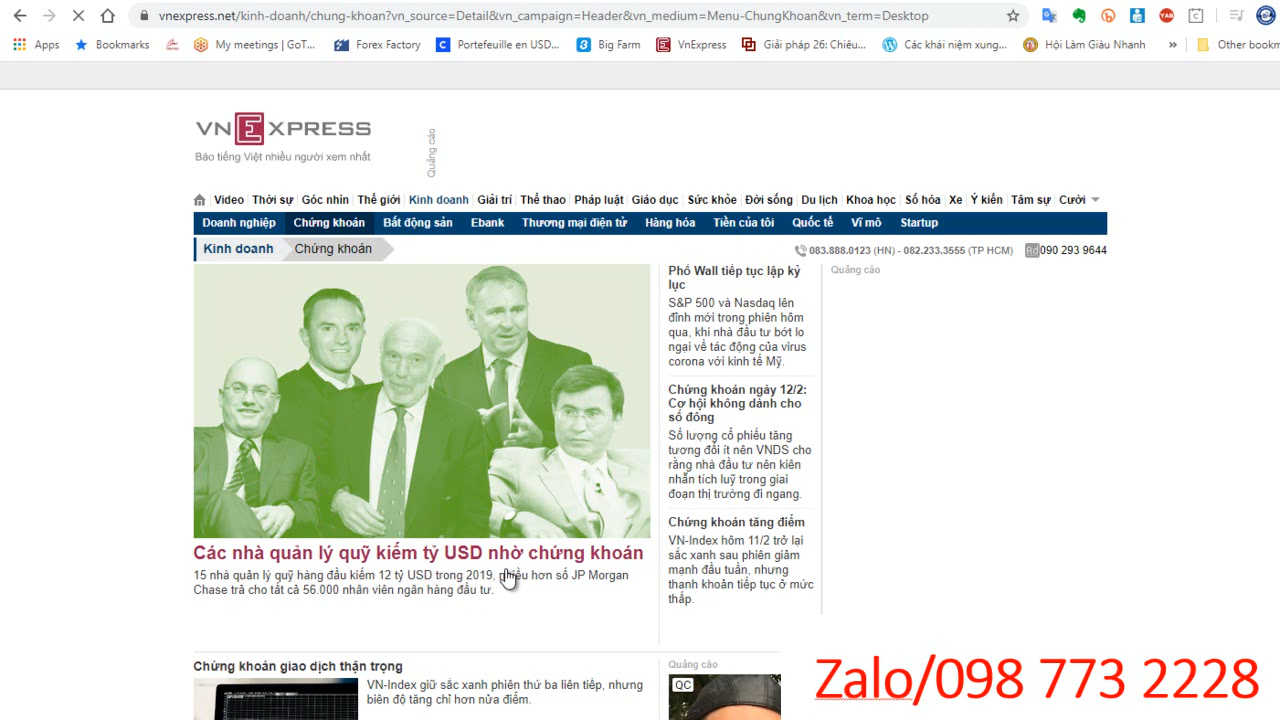 vnexpress.net/kinh-doanh/chung-khoan?vn_source=Detail&vn_campaign=Header&vn_medium=Menu-ChungKhoan&vn_term=Desktop
Apps Bookmarks My meetings | GoT... Forex Factory Portefeuille en USD... Big Farm VnExpress Giải pháp 26: Chiêu... Các khái niệm xung... Hội Làm Giàu Nhanh » Other bookm
VNEXPRESS
Báo tiếng Việt nhiều người xem nhất
Quảng cáo
Video Thời sự Góc nhìn Thế giới Kinh doanh Giải trí Thể thao Pháp luật Giáo dục Sức khỏe Đời sống Du lịch Khoa học Số hóa Xe Ý kiến Tâm sự Cười
Doanh nghiệp Chứng khoán Bất động sản Ebank Thương mại điện tử Hàng hóa Tiền của tôi Quốc tế Vĩ mô Startup
Kinh doanh Chứng khoán
083.888.0123 (HN) - 082.233.3555 (TP HCM) Rd 090 293 9644
Các nhà quản lý quỹ kiếm tỷ USD nhờ chứng khoán
15 nhà quản lý quỹ hàng đầu kiếm 12 tỷ USD trong 2019, nhiều hơn số JP Morgan
Chase trả cho tất cả 56.000 nhân viên ngân hàng đầu tư.
Phố Wall tiếp tục lập kỷ
lục
S&P 500 và Nasdaq lên
đỉnh mới trong phiên hôm
qua, khi nhà đầu tư bớt lo
ngại về tác động của virus
corona với kinh tế Mỹ.
Chứng khoán ngày 12/2:
Cơ hội không dành cho
số đông
Số lượng cổ phiếu tăng
tương đối ít nên VNDS cho
rằng nhà đầu tư nên kiên
nhẫn tích luỹ trong giai
đoạn thị trường đi ngang.
Chứng khoán tăng điểm
VN-Index hôm 11/2 trở lại
sắc xanh sau phiên giảm
mạnh đầu tuần, nhưng
thanh khoản tiếp tục ở mức
thấp.
Quảng cáo
Chứng khoán giao dịch thận trọng
VN-Index giữ sắc xanh phiên thứ ba liên tiếp, nhưng
biên độ tăng chỉ hơn nửa điểm.
Quảng cáo
QC
Zalo/098 773 2228